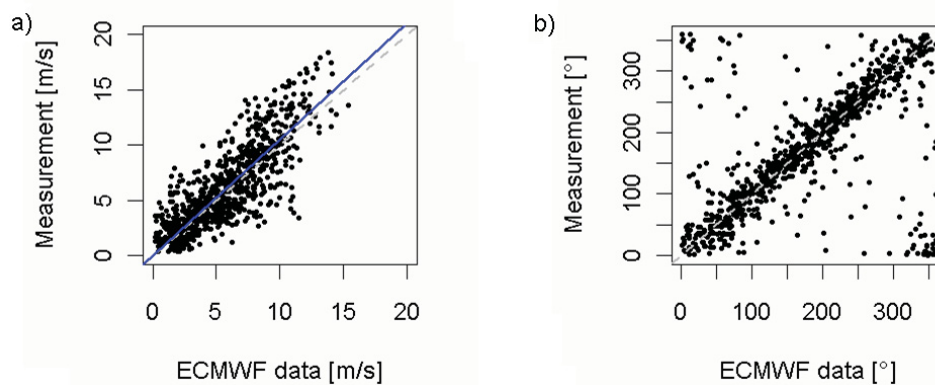 a)
Measurement [m/s]
20
15
10
5
0
0 5 10 15 20
ECMWF data [m/s]
b)
Measurement [°]
300
200
100
0
0 100 200 300
ECMWF data [°]